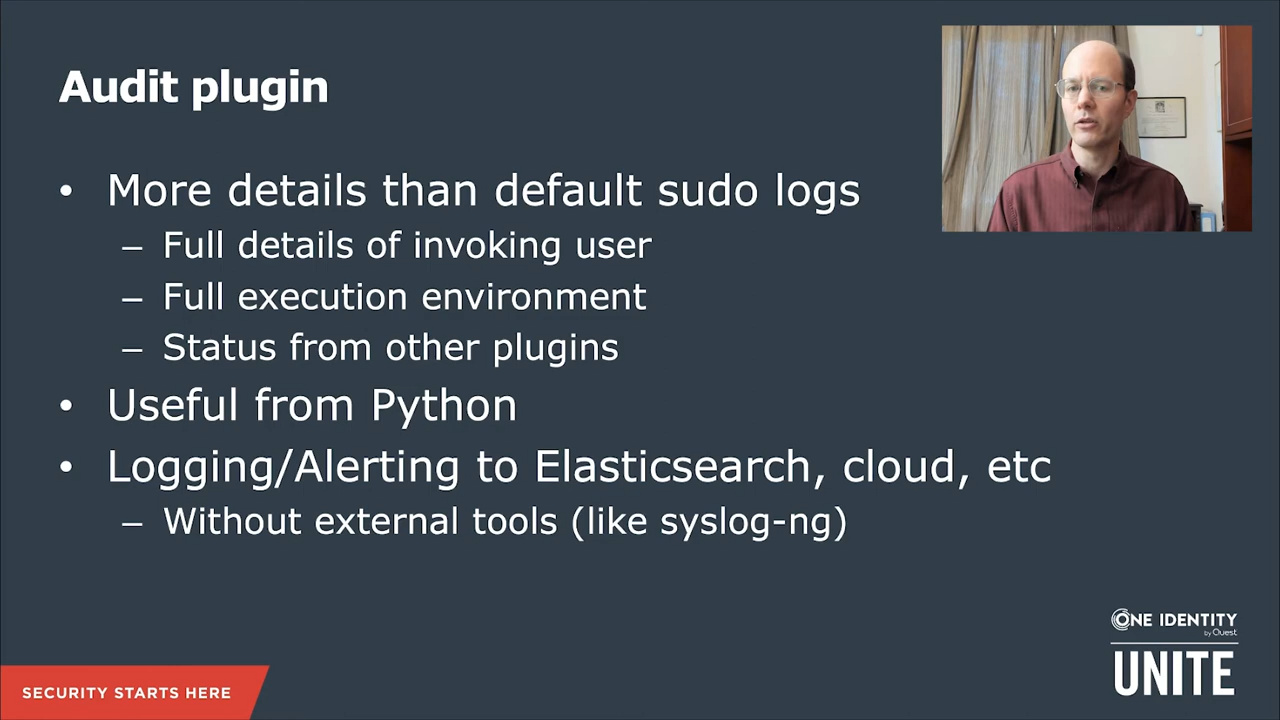 Audit plugin
• More details than default sudo logs
– Full details of invoking user
– Full execution environment
– Status from other plugins
• Useful from Python
• Logging/Alerting to Elasticsearch, cloud, etc
– Without external tools (like syslog-ng)
ONE IDENTITY
by Quest
UNITE
SECURITY STARTS HERE